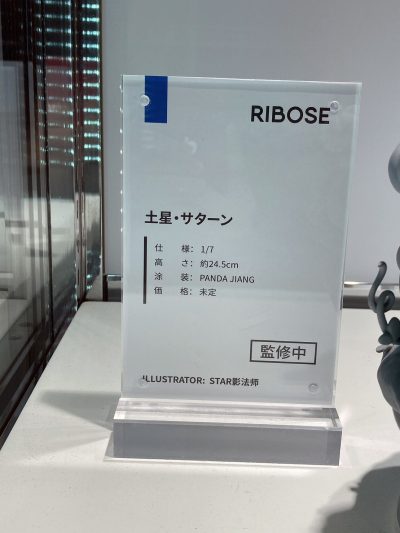 RIBOSE
土星・サターン
仕　様： 1/7
高　さ： 約24.5cm
涂　装： PANDA JIANG
価　格： 未定
監修中
ILLUSTRATOR: STAR影法师